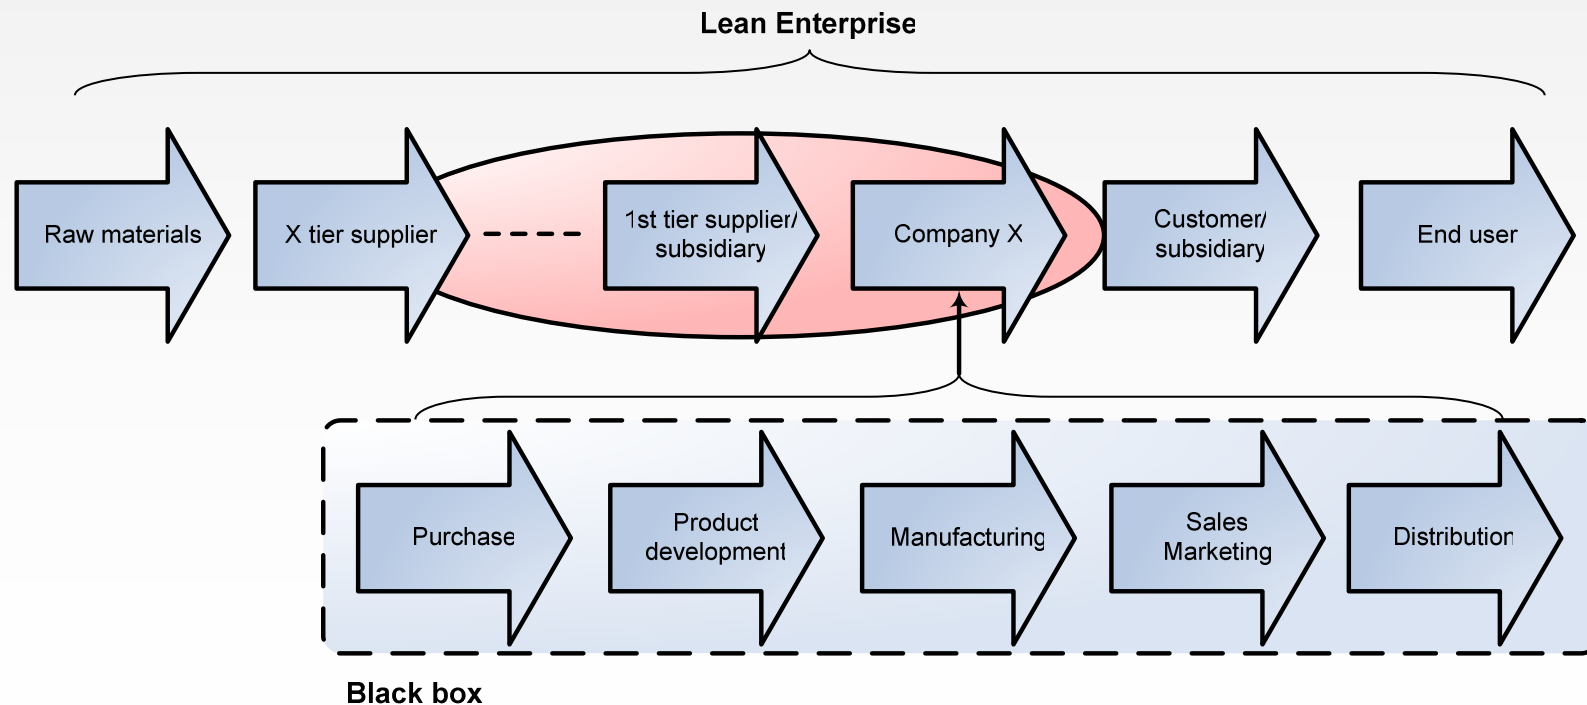 Lean Enterprise
Raw materials
X tier supplier
1st tier supplier/
subsidiary
Company X
Customer/
subsidiary
End user
Purchase
Product
development
Manufacturing
Sales
Marketing
Distribution
Black box